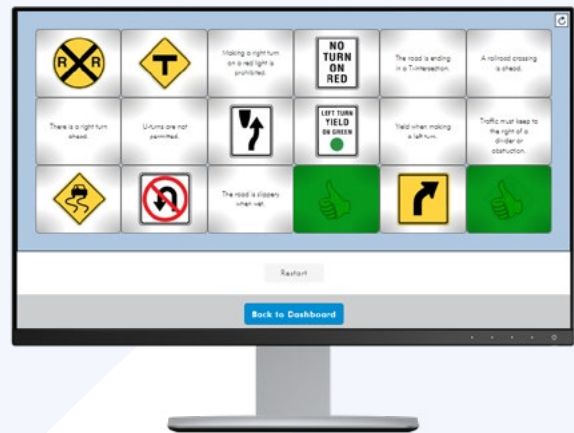 R R
Making a right turn
on a red light is
prohibited.
NO
TURN
ON
RED
The road is ending
in a T-intersection.
A railroad crossing
is ahead.
There is a right turn
ahead.
U-turns are not
permitted.
LEFT TURN
YIELD
ON GREEN
Yield when making
a left turn.
Traffic must keep to
the right of a
divider or
obstruction.
The road is slippery
when wet.
Restart
Back to Dashboard